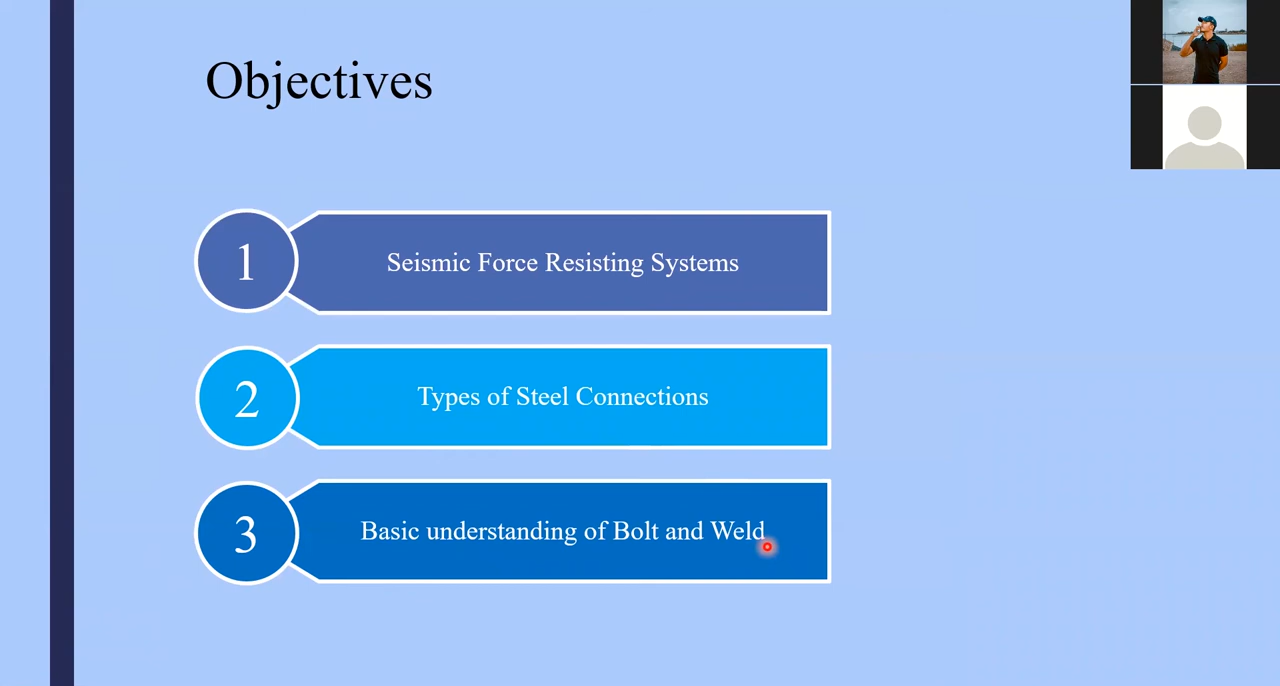 Objectives
1
Seismic Force Resisting Systems
2
Types of Steel Connections
3
Basic understanding of Bolt and Weld